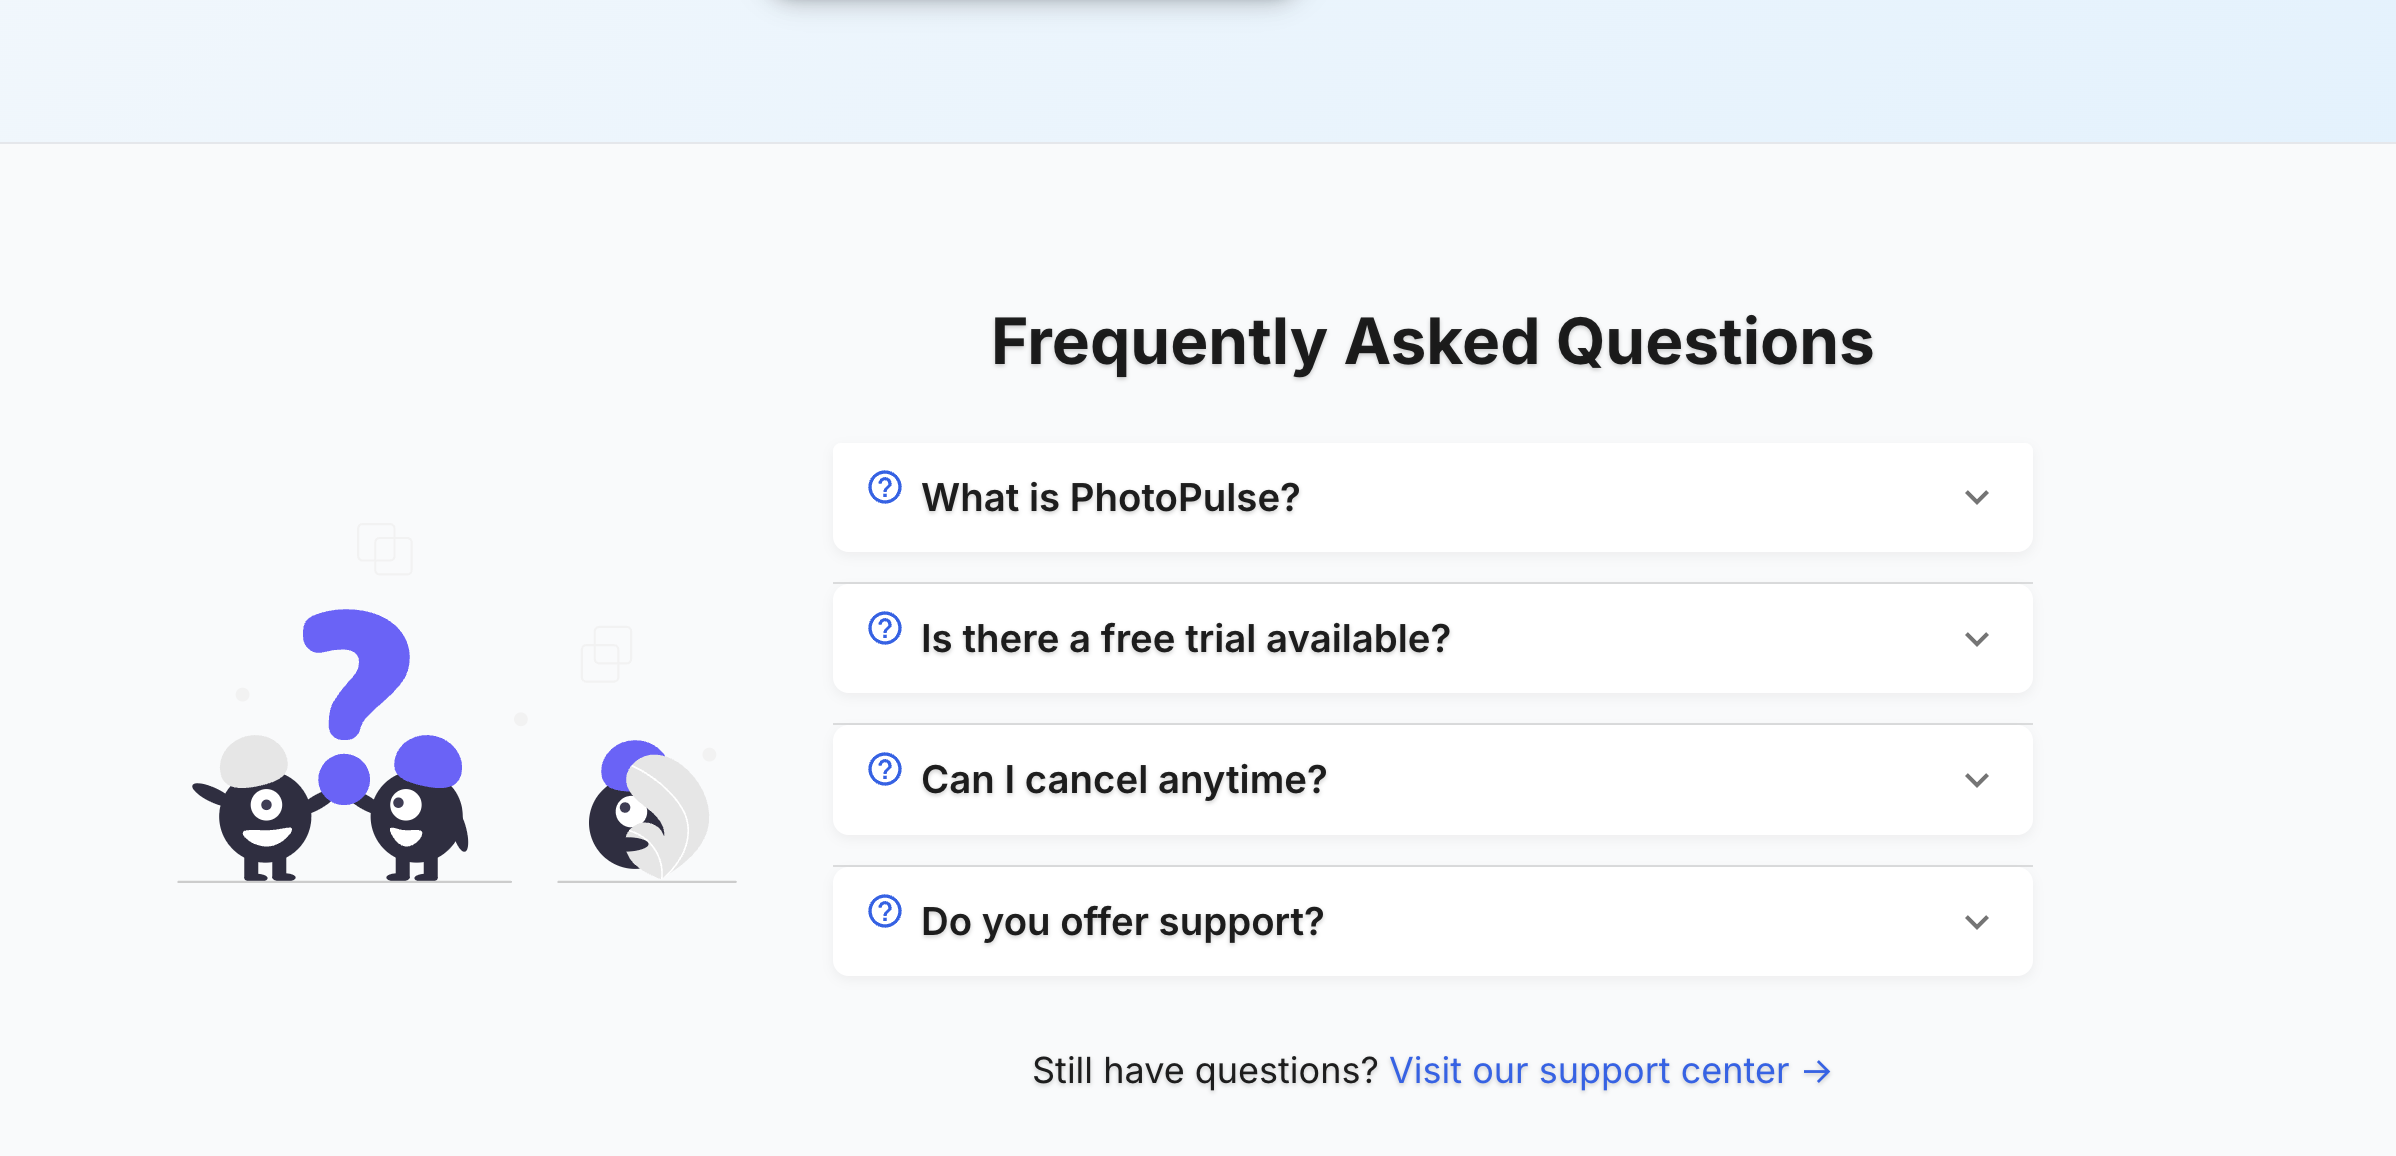 Frequently Asked Questions
What is PhotoPulse?
Is there a free trial available?
Can I cancel anytime?
Do you offer support?
Still have questions? Visit our support center →